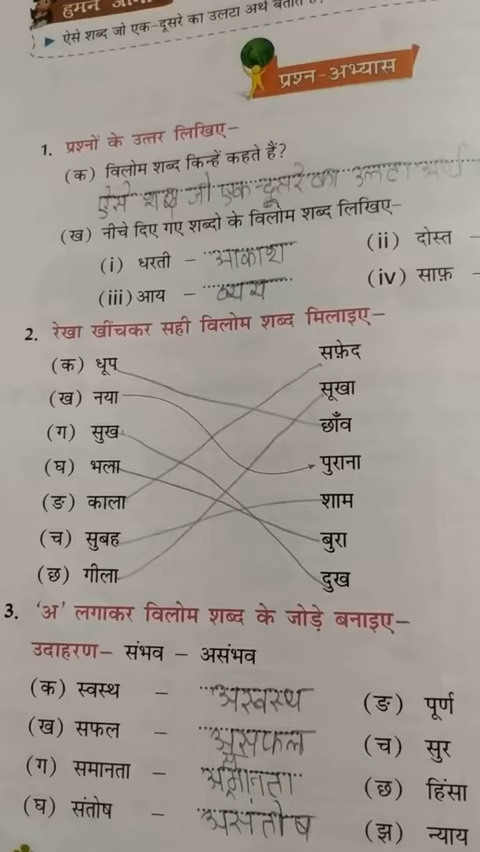 हमने जाना
▶ ऐसे शब्द जो एक-दूसरे का उलटा अर्थ बताते
प्रश्न-अभ्यास
1. प्रश्नों के उत्तर लिखिए–
(क) विलोम शब्द किन्हें कहते हैं?
ऐसे शब्द जो एक-दूसरे का उलटा अर्थ
(ख) नीचे दिए गए शब्दों के विलोम शब्द लिखिए–
(i) धरती – आकाश (ii) दोस्त –
(iii) आय – व्यय (iv) साफ़ –
2. रेखा खींचकर सही विलोम शब्द मिलाइए–
(क) धूप सफ़ेद
(ख) नया सूखा
(ग) सुख छाँव
(घ) भला पुराना
(ङ) काला शाम
(च) सुबह बुरा
(छ) गीला दुख
3. 'अ' लगाकर विलोम शब्द के जोड़े बनाइए–
उदाहरण– संभव – असंभव
(क) स्वस्थ – अस्वस्थ (ङ) पूर्ण
(ख) सफल – असफल (च) सुर
(ग) समानता – (छ) हिंसा
(घ) संतोष – असंतोष (झ) न्याय